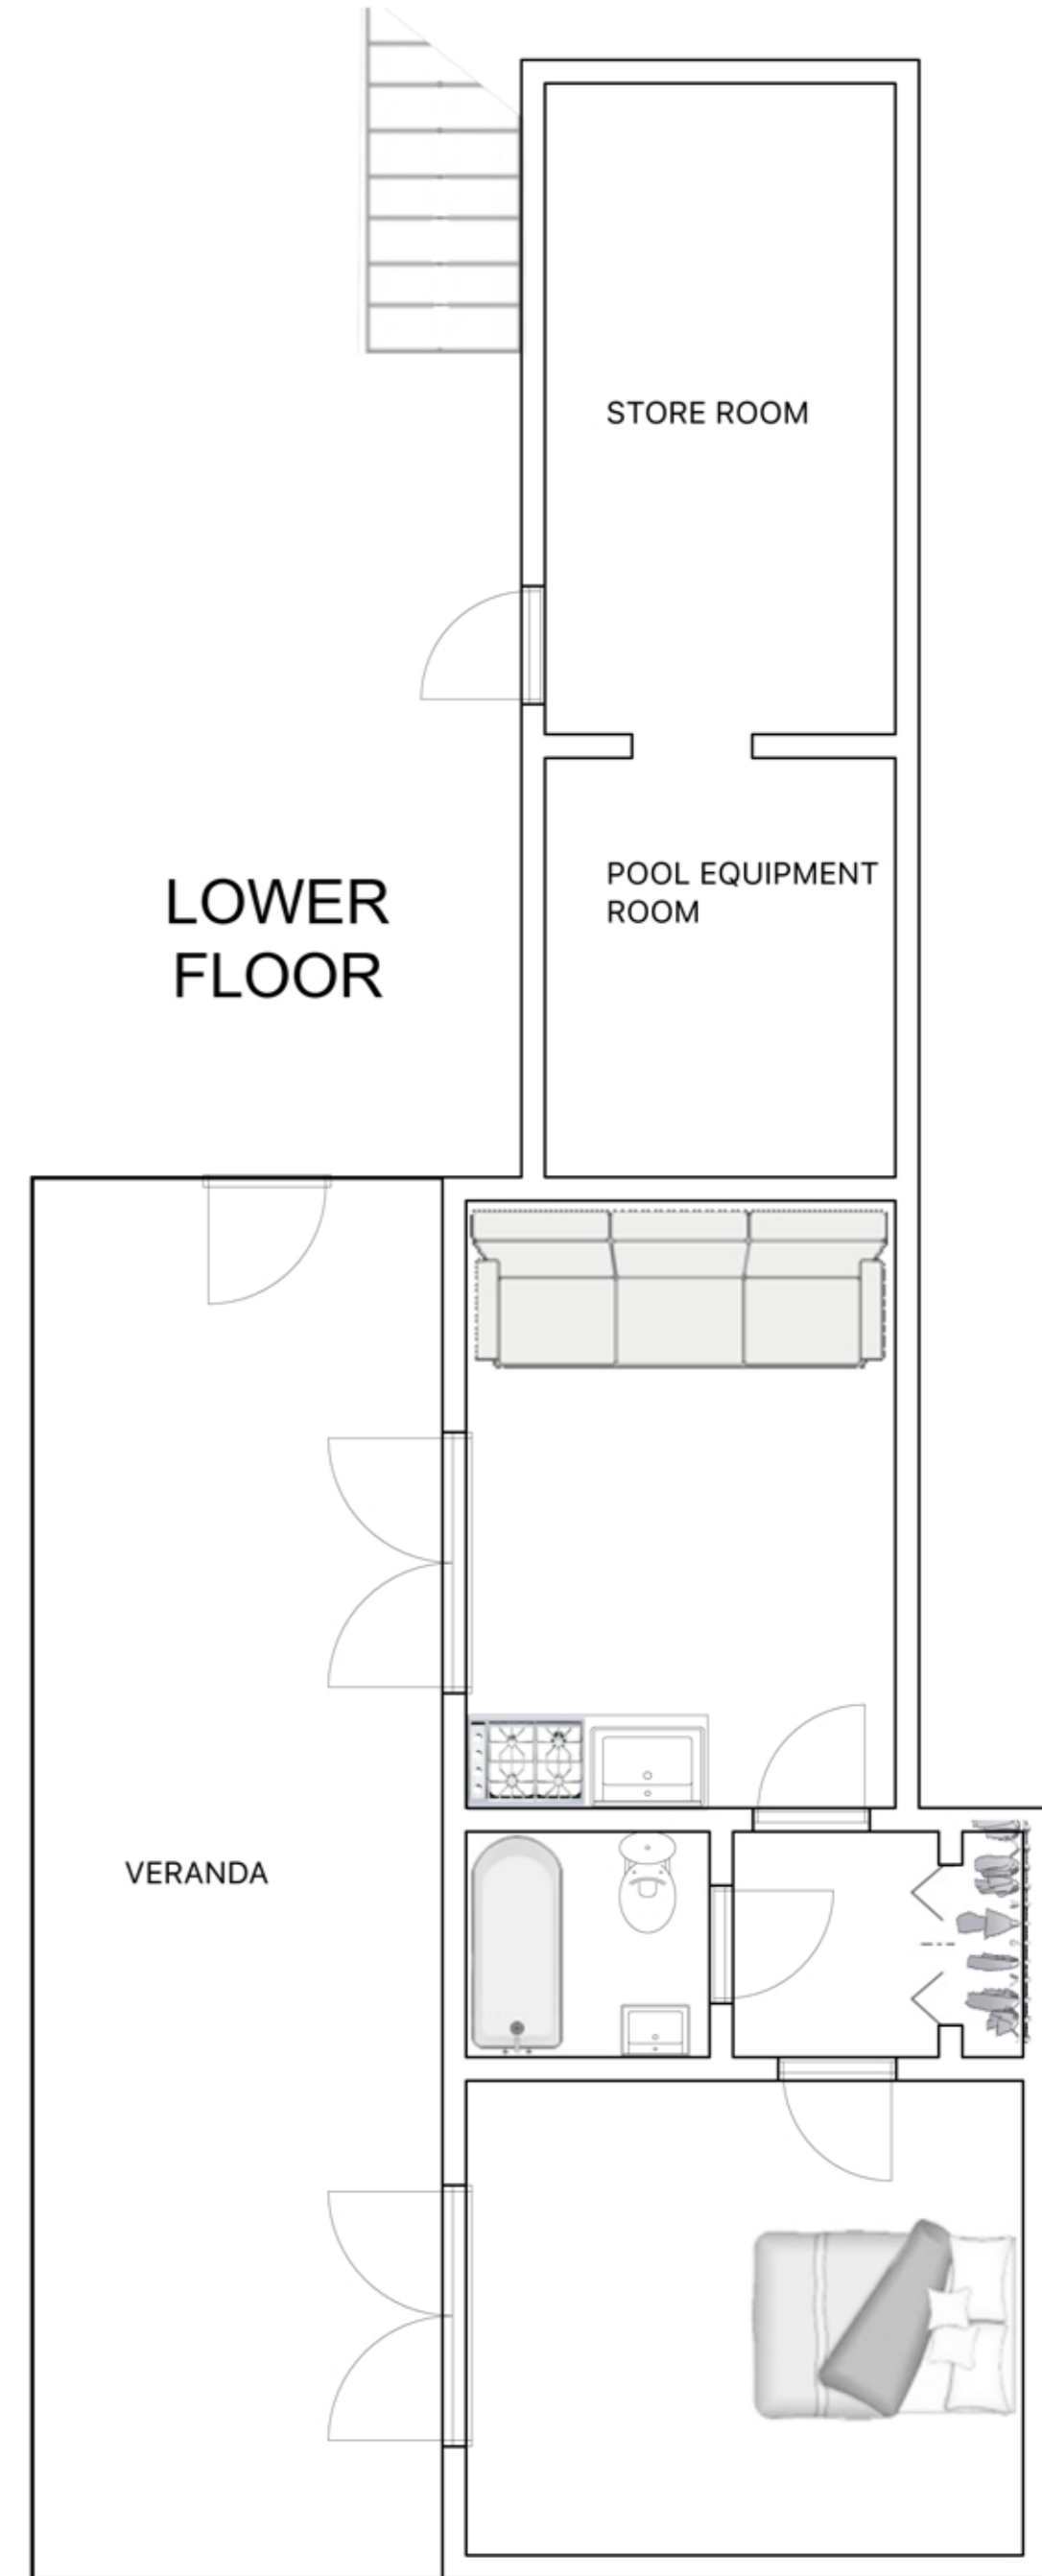 STORE ROOM
POOL EQUIPMENT
ROOM
LOWER
FLOOR
VERANDA